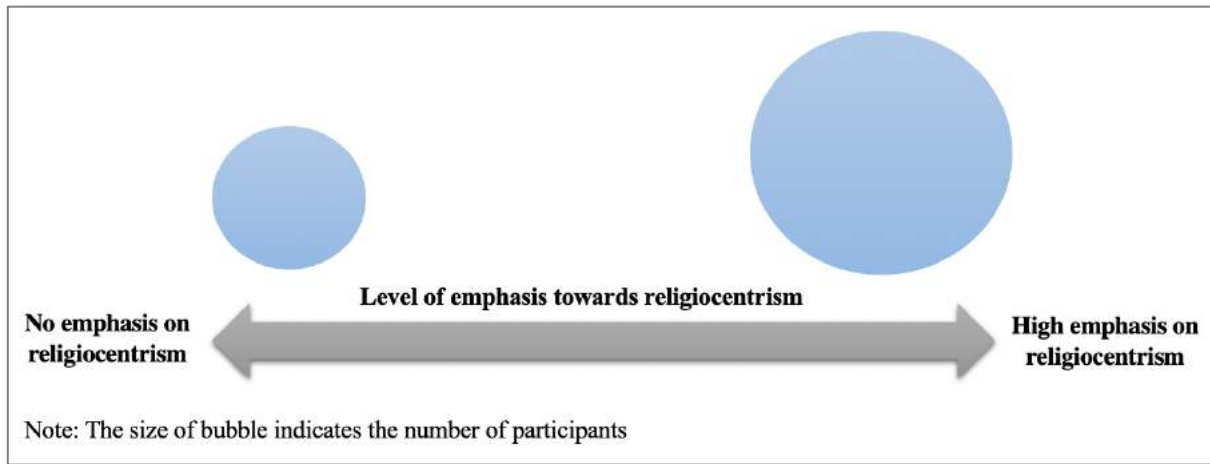 Level of emphasis towards religiocentrism
No emphasis on
religiocentrism
High emphasis on
religiocentrism
Note: The size of bubble indicates the number of participants